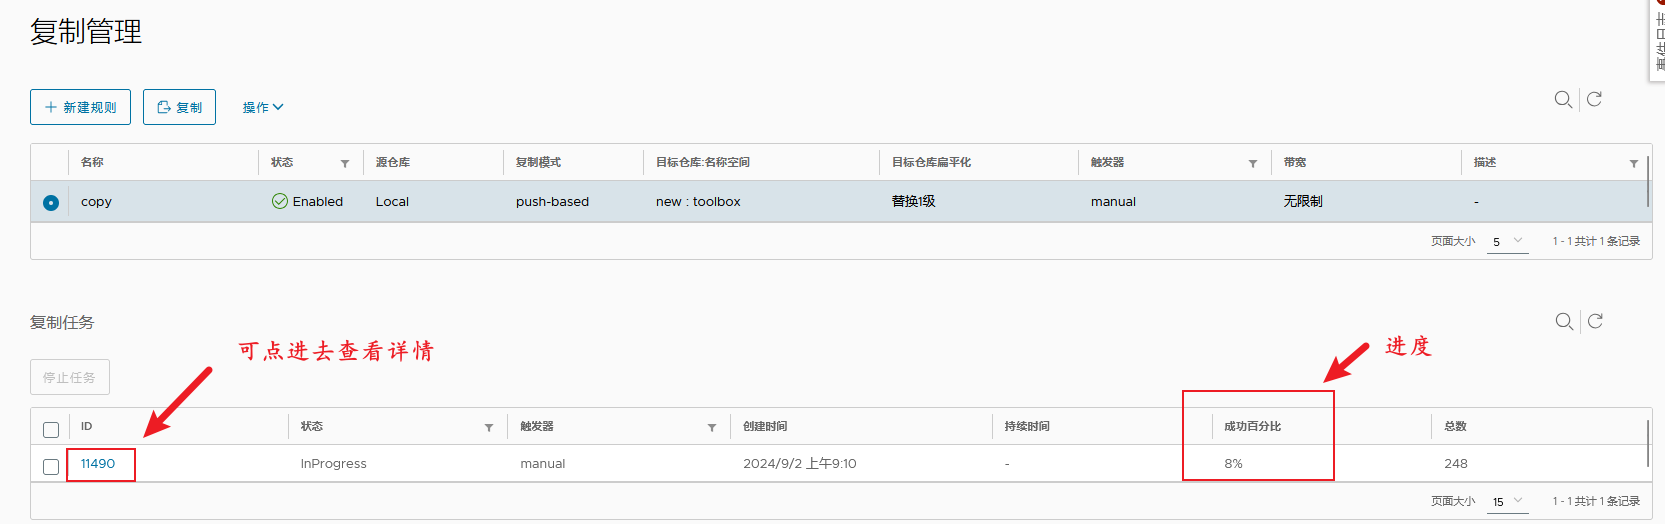 复制管理
事件日志
新建规则 复制 操作
名称 状态 源仓库 复制模式 目标仓库:名称空间 目标仓库扁平化 触发器 带宽 描述
copy Enabled Local push-based new : toolbox 替换1级 manual 无限制 -
页面大小 5 1 - 1 共计 1 条记录
复制任务
可点进去查看详情
进度
停止任务
ID 状态 触发器 创建时间 持续时间 成功百分比 总数
11490 InProgress manual 2024/9/2 上午9:10 - 8% 248
页面大小 15 1 - 1 共计 1 条记录